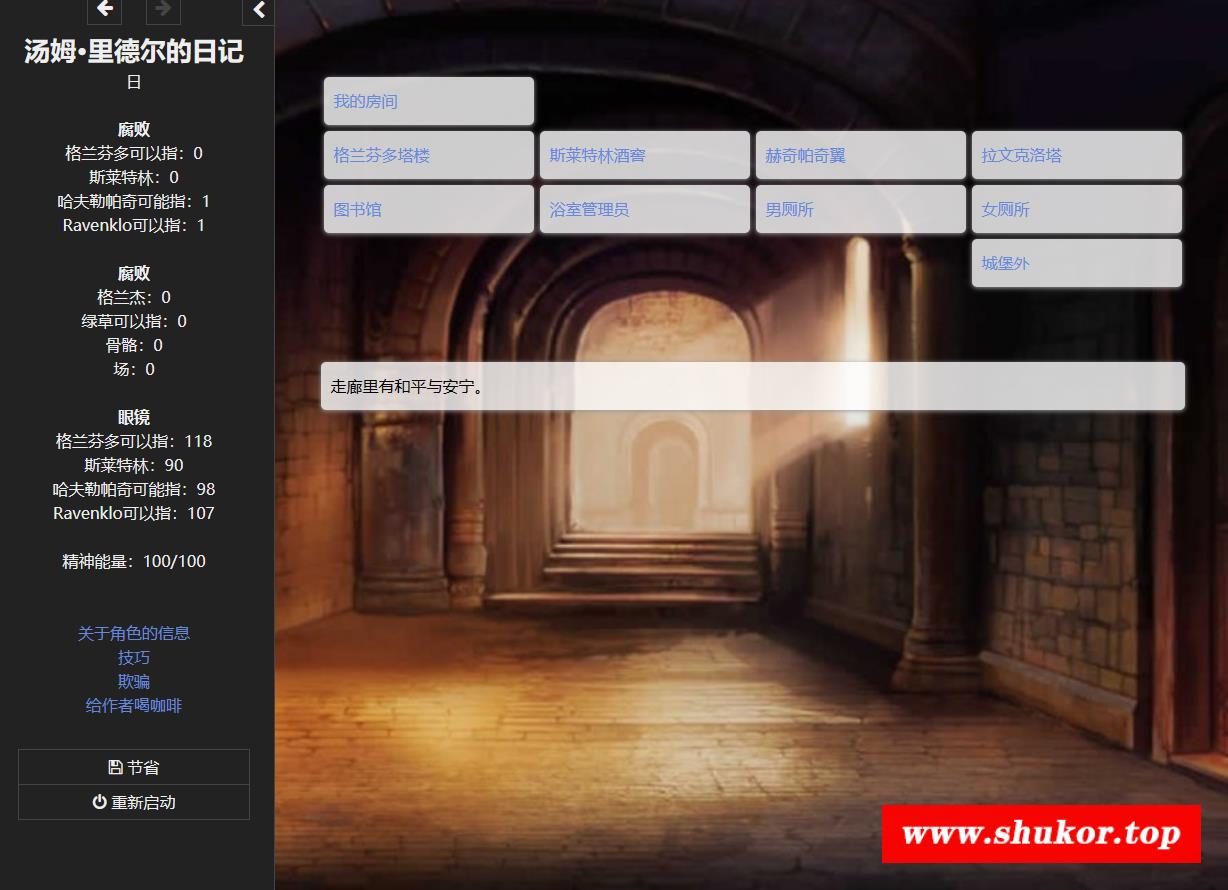 汤姆•里德尔的日记
日
腐败
格兰芬多可以指：0
斯莱特林：0
哈夫勒帕奇可能指：1
Ravenklo可以指：1
腐败
格兰杰：0
绿草可以指：0
骨骼：0
场：0
眼镜
格兰芬多可以指：118
斯莱特林：90
哈夫勒帕奇可能指：98
Ravenklo可以指：107
精神能量：100/100
关于角色的信息
技巧
欺骗
给作者喝咖啡
节省
重新启动
我的房间
格兰芬多塔楼
斯莱特林酒窖
赫奇帕奇翼
拉文克洛塔
图书馆
浴室管理员
男厕所
女厕所
城堡外
走廊里有和平与安宁。
www.shukor.top